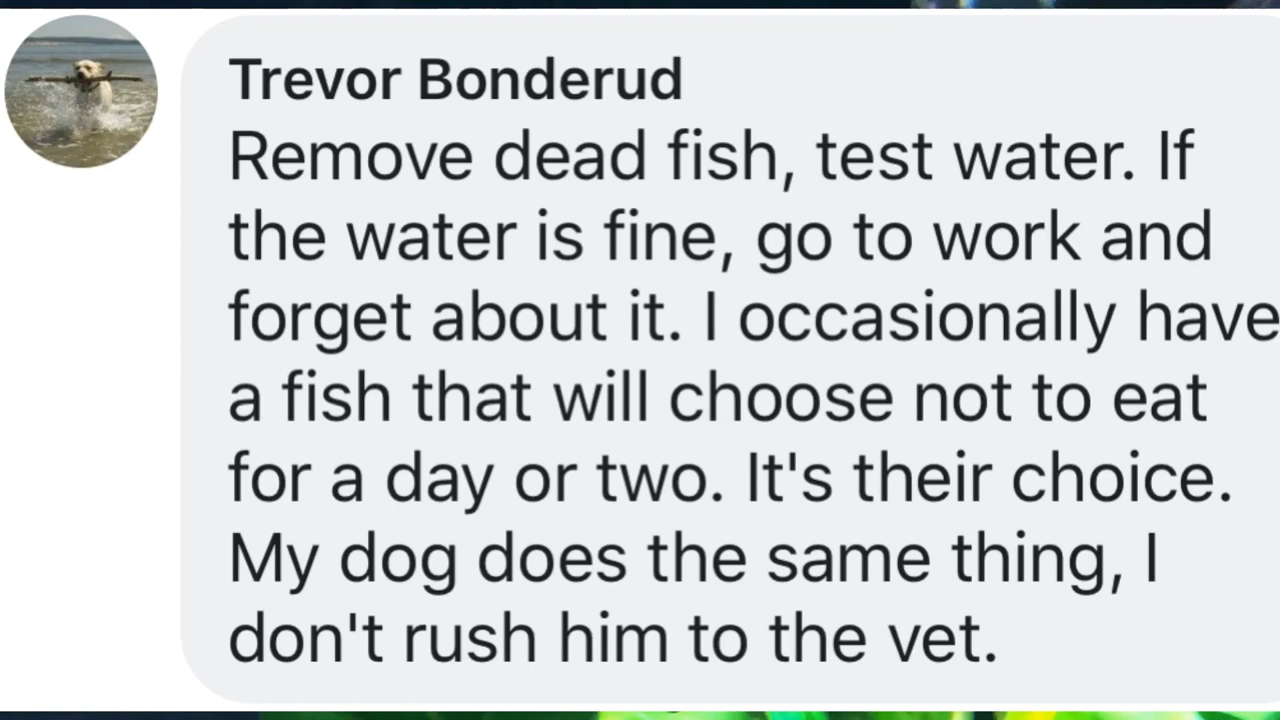 Trevor Bonderud
Remove dead fish, test water. If
the water is fine, go to work and
forget about it. I occasionally have
a fish that will choose not to eat
for a day or two. It's their choice.
My dog does the same thing, I
don't rush him to the vet.